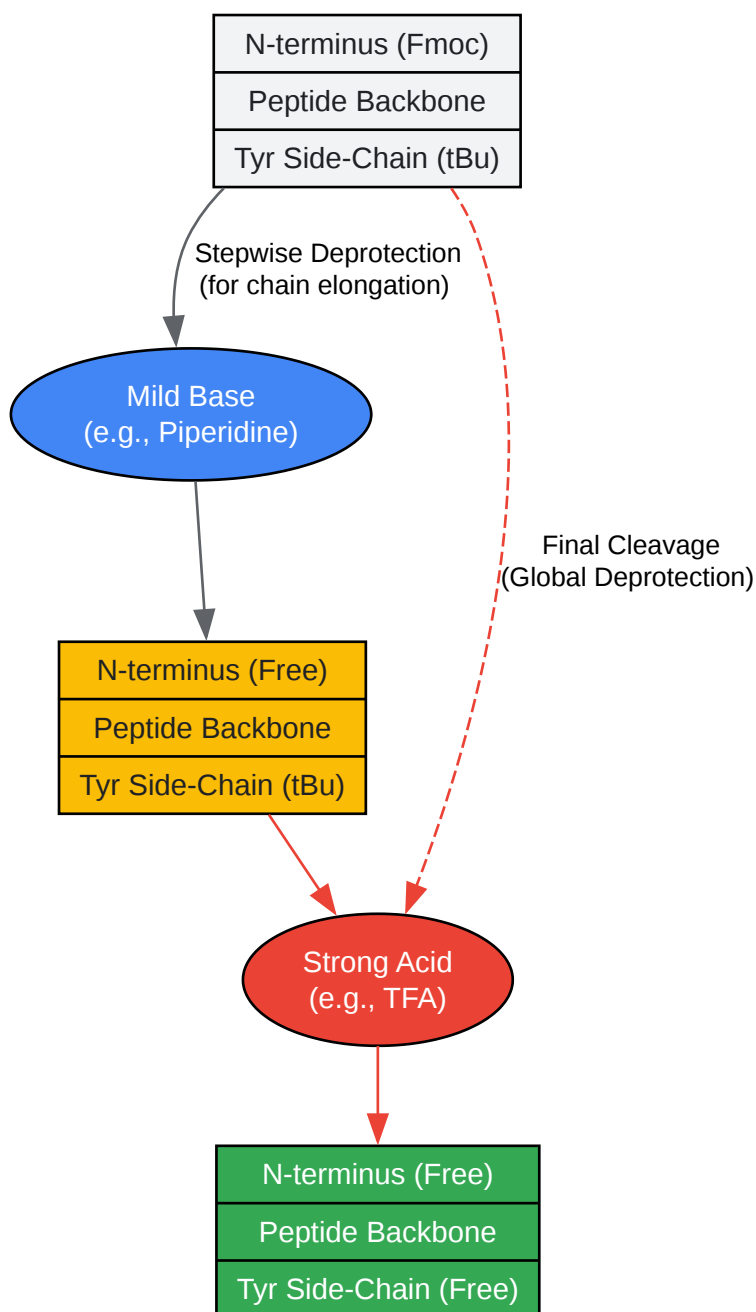 N-terminus (Fmoc)
Peptide Backbone
Tyr Side-Chain (tBu)
Stepwise Deprotection
(for chain elongation)
Mild Base
(e.g., Piperidine)
Final Cleavage
(Global Deprotection)
N-terminus (Free)
Peptide Backbone
Tyr Side-Chain (tBu)
Strong Acid
(e.g., TFA)
N-terminus (Free)
Peptide Backbone
Tyr Side-Chain (Free)